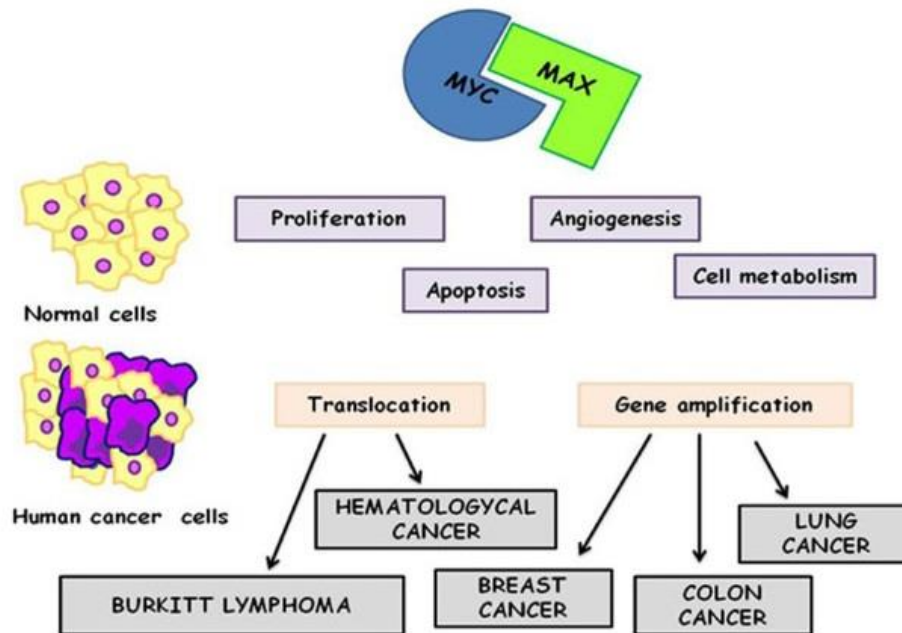 MYC
MAX
Proliferation
Angiogenesis
Apoptosis
Cell metabolism
Normal cells
Translocation
Gene amplification
Human cancer cells
HEMATOLOGYCAL
CANCER
LUNG
CANCER
BURKITT LYMPHOMA
BREAST
CANCER
COLON
CANCER